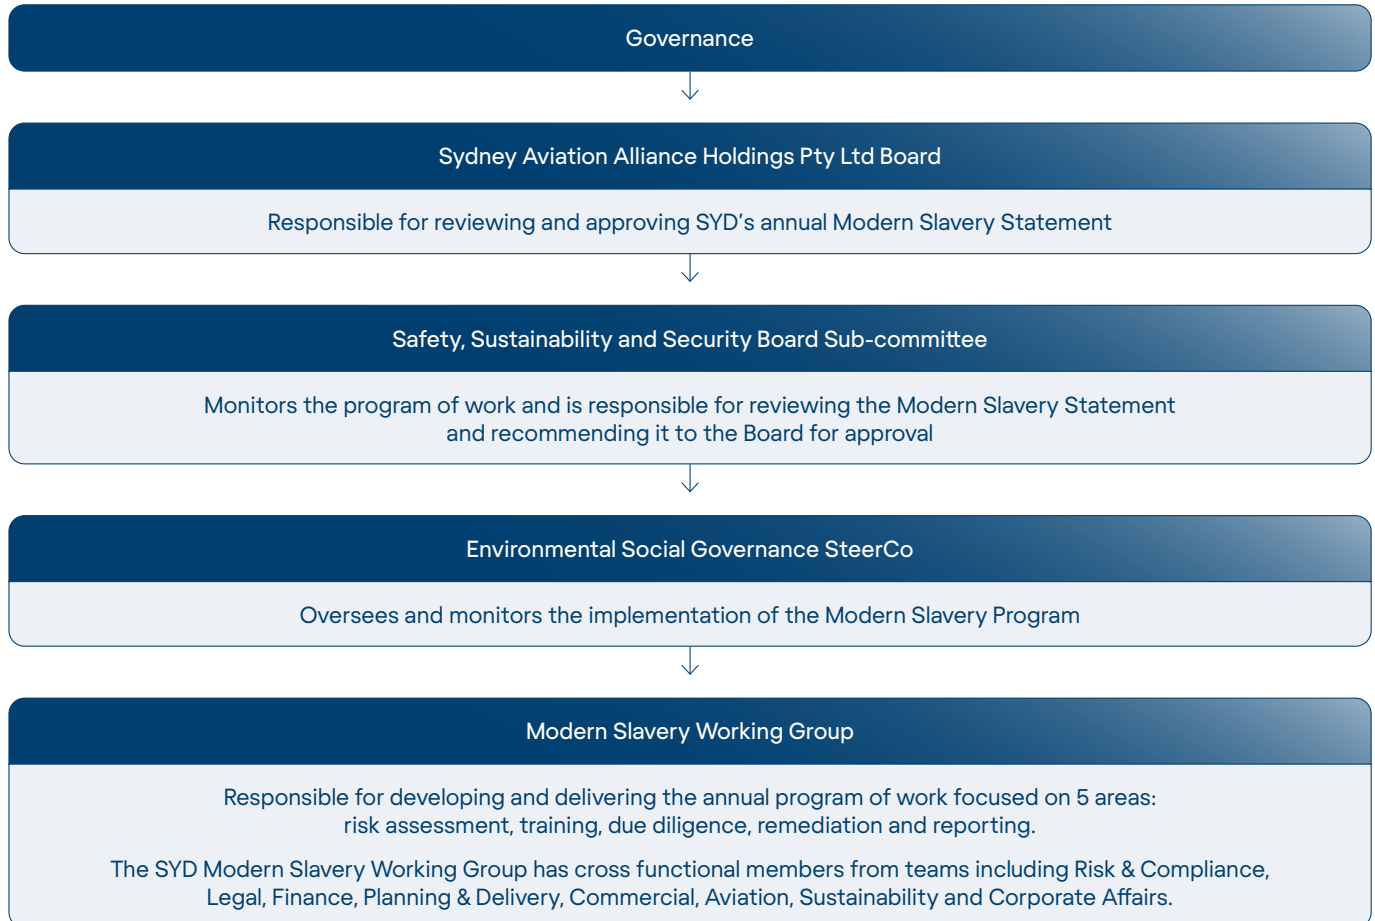 Governance
Sydney Aviation Alliance Holdings Pty Ltd Board
Responsible for reviewing and approving SYD's annual Modern Slavery Statement
Safety, Sustainability and Security Board Sub-committee
Monitors the program of work and is responsible for reviewing the Modern Slavery Statement
and recommending it to the Board for approval
Environmental Social Governance SteerCo
Oversees and monitors the implementation of the Modern Slavery Program
Modern Slavery Working Group
Responsible for developing and delivering the annual program of work focused on 5 areas:
risk assessment, training, due diligence, remediation and reporting.
The SYD Modern Slavery Working Group has cross functional members from teams including Risk & Compliance,
Legal, Finance, Planning & Delivery, Commercial, Aviation, Sustainability and Corporate Affairs.